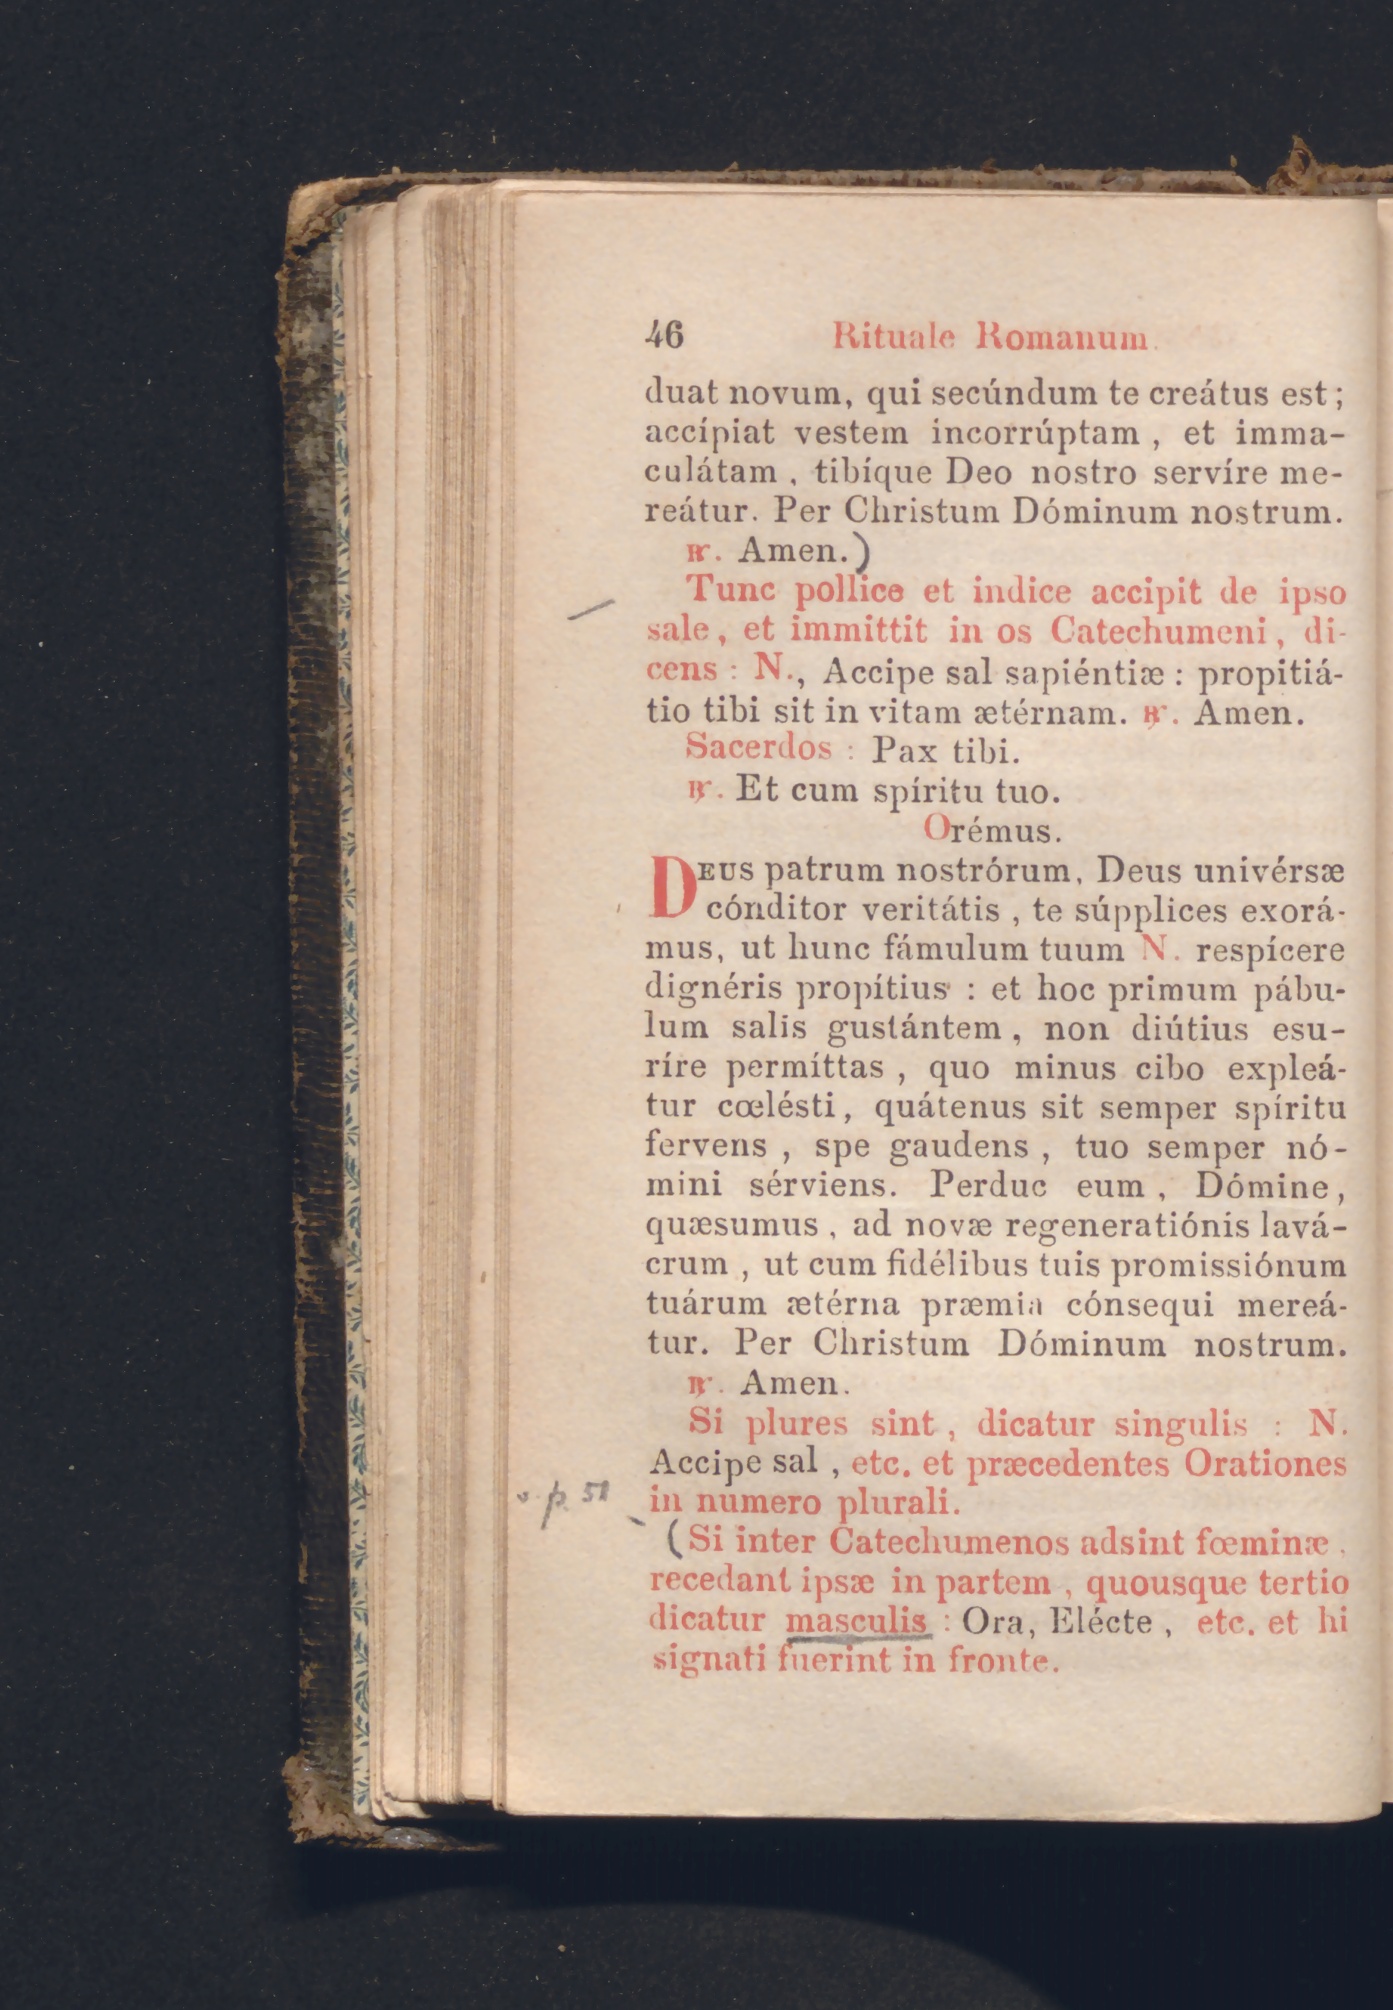 46 Rituale Romanum.
duat novum, qui secúndum te creátus est ;
accípiat vestem incorrúptam , et imma-
culátam , tibíque Deo nostro servíre me-
reátur. Per Christum Dóminum nostrum.
℟. Amen.)
Tunc pollice et indice accipit de ipso
sale, et immittit in os Catechumeni, di-
cens : N., Accipe sal sapiéntiæ : propitiá-
tio tibi sit in vitam ætérnam. ℟. Amen.
Sacerdos : Pax tibi.
℟. Et cum spíritu tuo.
Orémus.
DEUS patrum nostrórum, Deus univérsæ
cónditor veritátis , te súpplices exorá-
mus, ut hunc fámulum tuum N. respícere
dignéris propítius : et hoc primum pábu-
lum salis gustántem , non diútius esu-
ríre permíttas , quo minus cibo expleá-
tur cœlésti, quátenus sit semper spíritu
fervens , spe gaudens , tuo semper nó-
mini sérviens. Perduc eum , Dómine,
quæsumus , ad novæ regeneratiónis lavá-
crum , ut cum fidélibus tuis promissiónum
tuárum ætérna præmia cónsequi mereá-
tur. Per Christum Dóminum nostrum.
℟. Amen.
Si plures sint , dicatur singulis : N.
Accipe sal , etc. et præcedentes Orationes
v. p. 58 in numero plurali.
(Si inter Catechumenos adsint fœminæ ,
recedant ipsæ in partem , quousque tertio
dicatur masculis : Ora, Elécte , etc. et hi
signati fuerint in fronte.